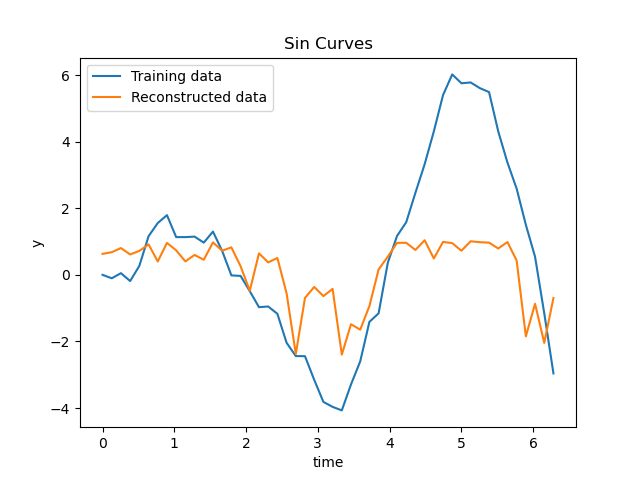 Sin Curves
Training data
Reconstructed data
y
6
4
2
0
−2
−4
0 1 2 3 4 5 6
time